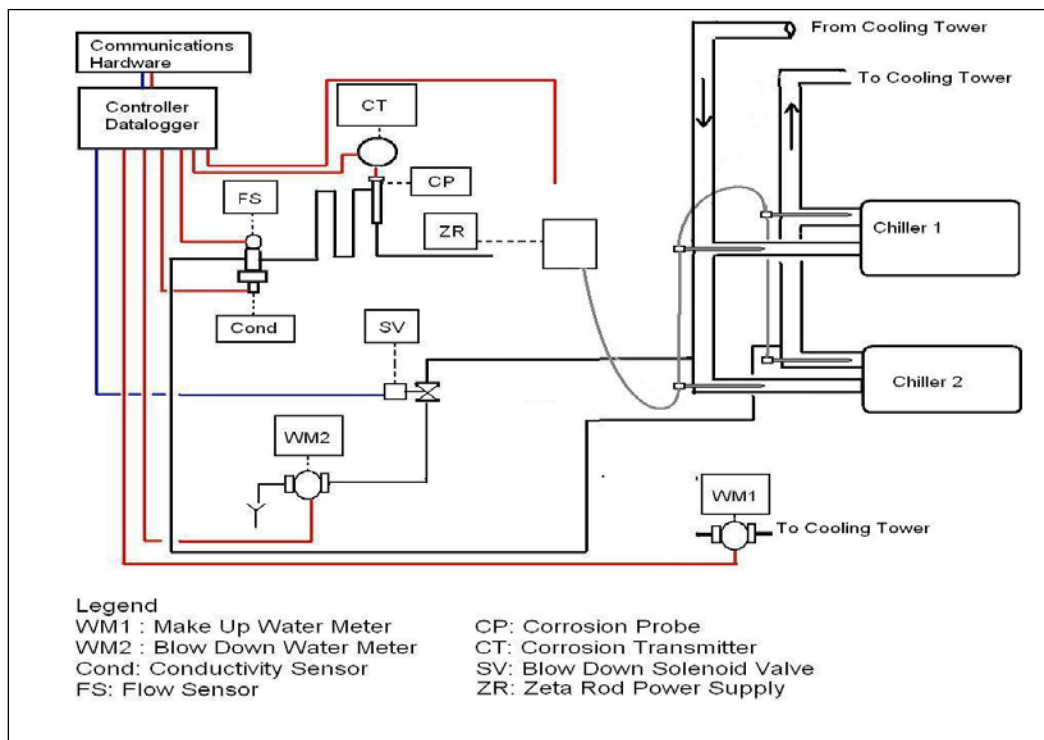 From Cooling Tower
Communications
Hardware
To Cooling Tower
Controller
Datalogger
CT
CP
FS
ZR
Chiller 1
Cond
SV
Chiller 2
WM2
WM1
To Cooling Tower
Legend
WM1 : Make Up Water Meter
WM2 : Blow Down Water Meter
Cond: Conductivity Sensor
FS: Flow Sensor
CP: Corrosion Probe
CT: Corrosion Transmitter
SV: Blow Down Solenoid Valve
ZR: Zeta Rod Power Supply